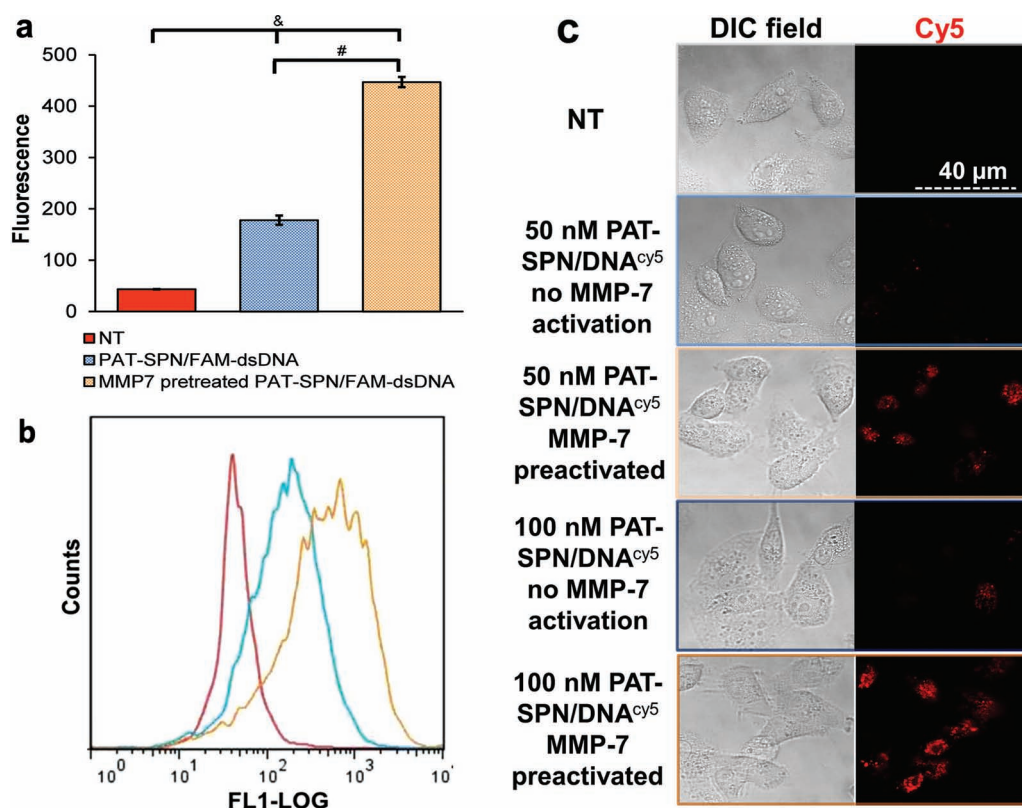 a
&
#
500
400
300
200
100
0
Fluorescence
NT
PAT-SPN/FAM-dsDNA
MMP7 pretreated PAT-SPN/FAM-dsDNA
b
Counts
10⁰ 10¹ 10² 10³ 10
FL1-LOG
c
DIC field Cy5
NT
40 µm
50 nM PAT-
SPN/DNAcy5
no MMP-7
activation
50 nM PAT-
SPN/DNAcy5
MMP-7
preactivated
100 nM PAT-
SPN/DNAcy5
no MMP-7
activation
100 nM PAT-
SPN/DNAcy5
MMP-7
preactivated